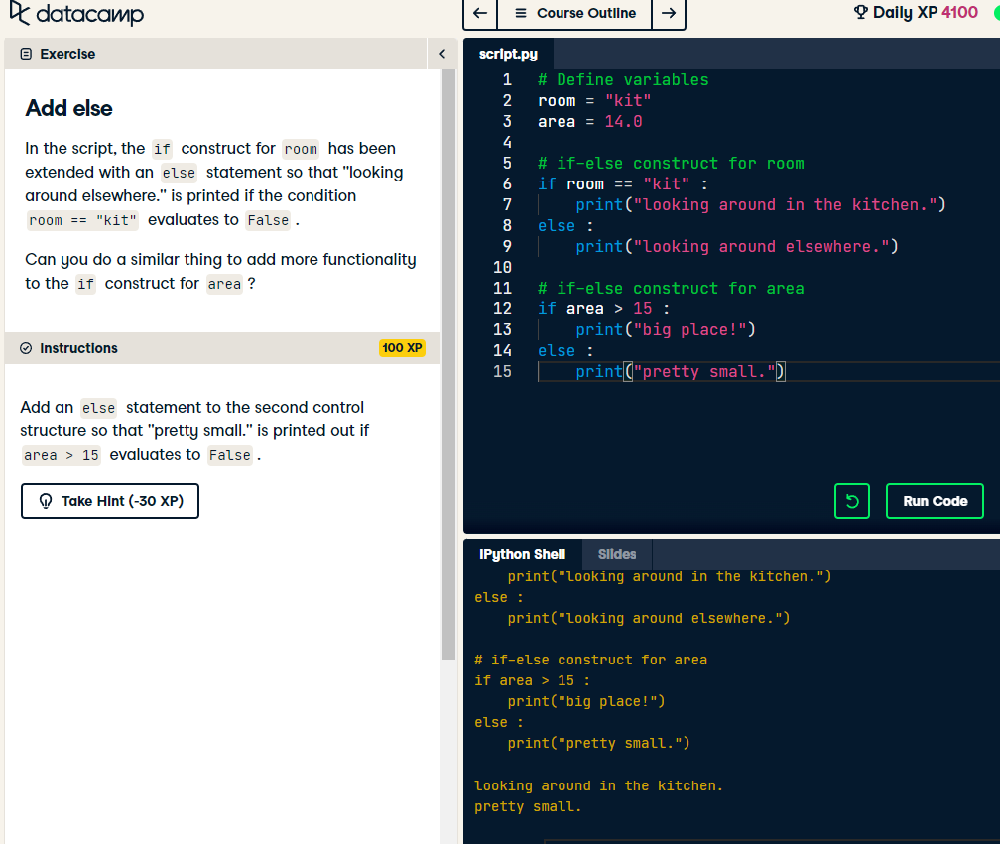 datacamp
Course Outline
Daily XP 4100
Exercise
Add else
In the script, the if construct for room has been
extended with an else statement so that "looking
around elsewhere." is printed if the condition
room == "kit" evaluates to False .
Can you do a similar thing to add more functionality
to the if construct for area ?
Instructions
100 XP
Add an else statement to the second control
structure so that "pretty small." is printed out if
area > 15 evaluates to False .
Take Hint (-30 XP)
script.py
1 # Define variables
2 room = "kit"
3 area = 14.0
4
5 # if-else construct for room
6 if room == "kit" :
7     print("looking around in the kitchen.")
8 else :
9     print("looking around elsewhere.")
10
11 # if-else construct for area
12 if area > 15 :
13     print("big place!")
14 else :
15     print("pretty small.")
Run Code
IPython Shell
Slides
    print("looking around in the kitchen.")
else :
    print("looking around elsewhere.")
# if-else construct for area
if area > 15 :
    print("big place!")
else :
    print("pretty small.")
looking around in the kitchen.
pretty small.